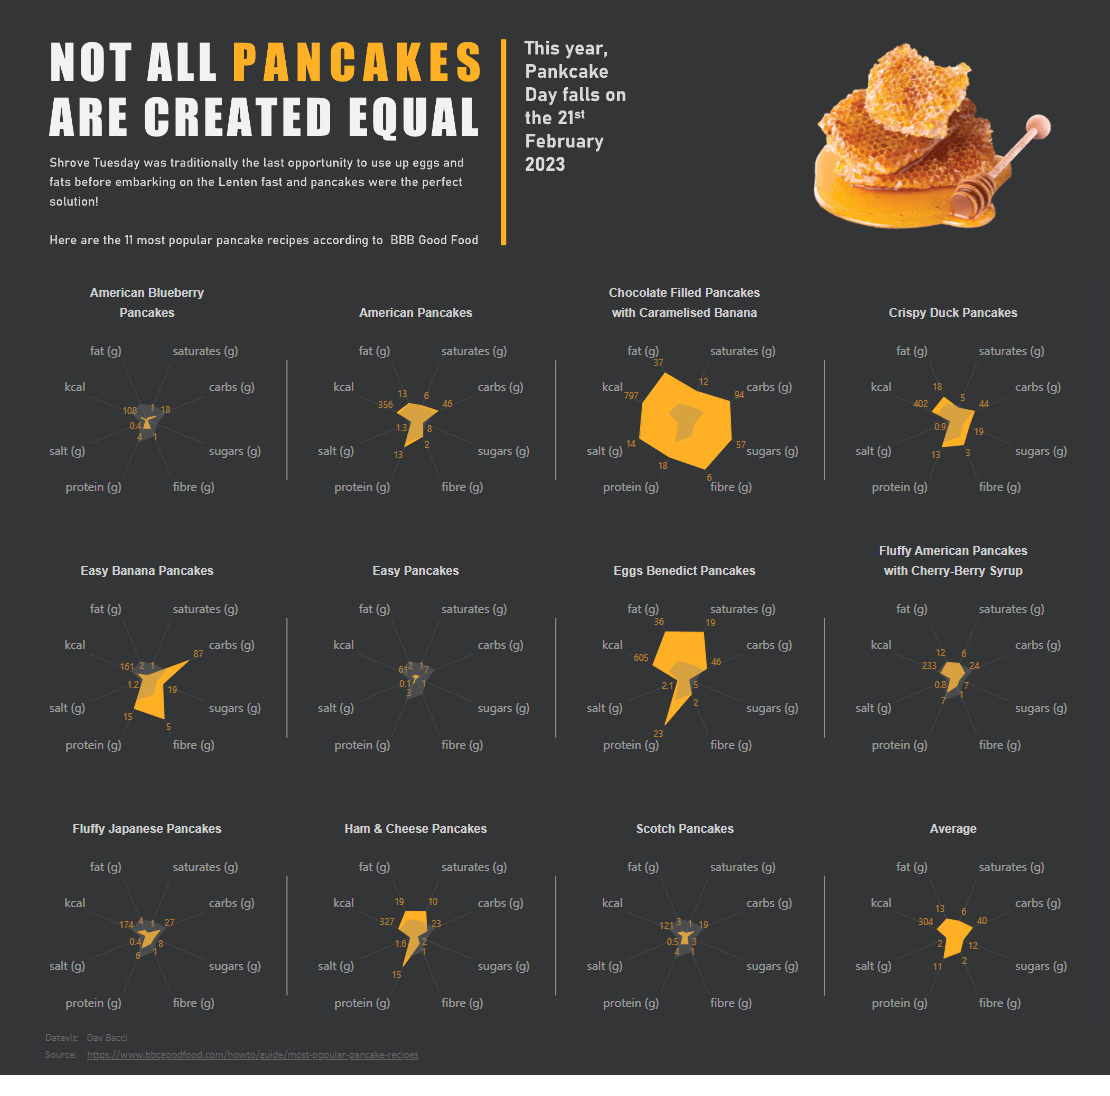 NOT ALL PANCAKES
ARE CREATED EQUAL
Shrove Tuesday was traditionally the last opportunity to use up eggs and
fats before embarking on the Lenten fast and pancakes were the perfect
solution!
Here are the 11 most popular pancake recipes according to BBB Good Food
This year,
Pankcake
Day falls on
the 21st
February
2023
American Blueberry
Pancakes
fat (g) saturates (g)
kcal carbs (g)
108 1 18
0.4
4 1
salt (g) sugars (g)
protein (g) fibre (g)
American Pancakes
fat (g) saturates (g)
kcal carbs (g)
13 6
356 46
1.3 8
13 2
salt (g) sugars (g)
protein (g) fibre (g)
Chocolate Filled Pancakes
with Caramelised Banana
fat (g) saturates (g)
37 12
kcal carbs (g)
797 94
14 57
salt (g) sugars (g)
18 6
protein (g) fibre (g)
Crispy Duck Pancakes
fat (g) saturates (g)
kcal carbs (g)
18 5
402 44
0.9 19
13 3
salt (g) sugars (g)
protein (g) fibre (g)
Easy Banana Pancakes
fat (g) saturates (g)
kcal carbs (g)
161 2 1 87
1.2 19
15 5
salt (g) sugars (g)
protein (g) fibre (g)
Easy Pancakes
fat (g) saturates (g)
kcal carbs (g)
61 2 1 7
0.1 1
3
salt (g) sugars (g)
protein (g) fibre (g)
Eggs Benedict Pancakes
fat (g) saturates (g)
36 19
kcal carbs (g)
605 46
2.1 5
2
salt (g) sugars (g)
23
protein (g) fibre (g)
Fluffy American Pancakes
with Cherry-Berry Syrup
fat (g) saturates (g)
kcal carbs (g)
12 6
233 24
0.8 7
7 1
salt (g) sugars (g)
protein (g) fibre (g)
Fluffy Japanese Pancakes
fat (g) saturates (g)
kcal carbs (g)
174 4 1 27
0.4 8
6 1
salt (g) sugars (g)
protein (g) fibre (g)
Ham & Cheese Pancakes
fat (g) saturates (g)
kcal carbs (g)
19 10
327 23
1.6 2
15 1
salt (g) sugars (g)
protein (g) fibre (g)
Scotch Pancakes
fat (g) saturates (g)
kcal carbs (g)
121 3 1 19
0.5 3
4 1
salt (g) sugars (g)
protein (g) fibre (g)
Average
fat (g) saturates (g)
kcal carbs (g)
13 6
304 40
2 12
11 2
salt (g) sugars (g)
protein (g) fibre (g)
Dataviz: Dav Bacci
Source: https://www.bbcgoodfood.com/howto/guide/most-popular-pancake-recipes